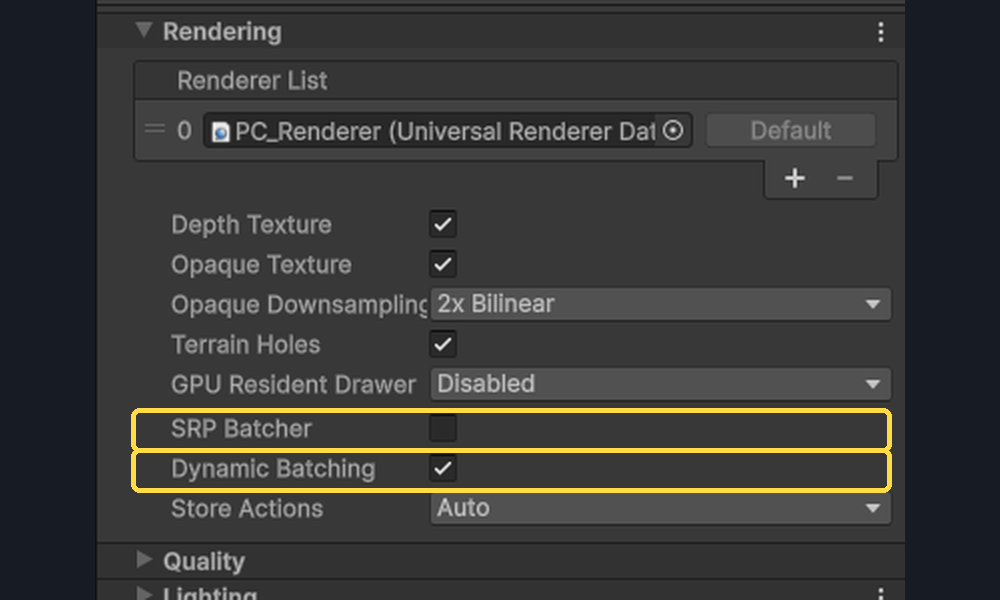 Rendering
Renderer List
0 PC_Renderer (Universal Renderer Dat Default
+ −
Depth Texture
Opaque Texture
Opaque Downsampling 2x Bilinear
Terrain Holes
GPU Resident Drawer Disabled
SRP Batcher
Dynamic Batching
Store Actions Auto
Quality
Lighting